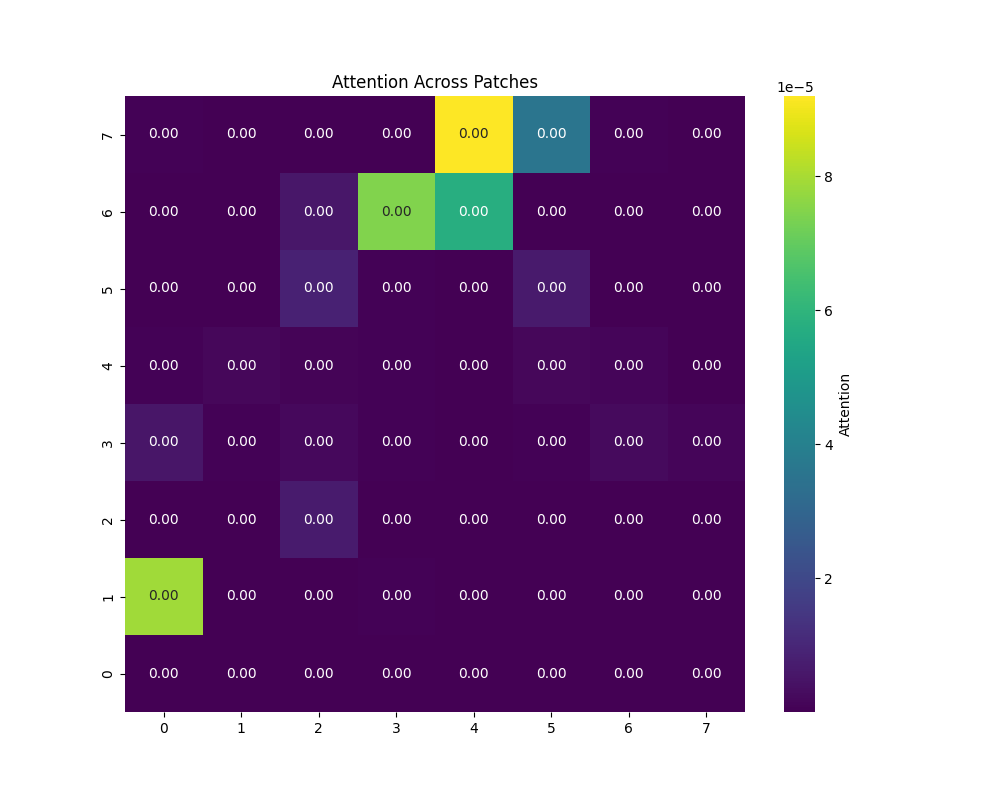 Attention Across Patches
1e−5
7 0.00 0.00 0.00 0.00 0.00 0.00 0.00 0.00
8
6 0.00 0.00 0.00 0.00 0.00 0.00 0.00 0.00
5 0.00 0.00 0.00 0.00 0.00 0.00 0.00 0.00
6
4 0.00 0.00 0.00 0.00 0.00 0.00 0.00 0.00
Attention
3 0.00 0.00 0.00 0.00 0.00 0.00 0.00 0.00
4
2 0.00 0.00 0.00 0.00 0.00 0.00 0.00 0.00
2
1 0.00 0.00 0.00 0.00 0.00 0.00 0.00 0.00
0 0.00 0.00 0.00 0.00 0.00 0.00 0.00 0.00
0 1 2 3 4 5 6 7